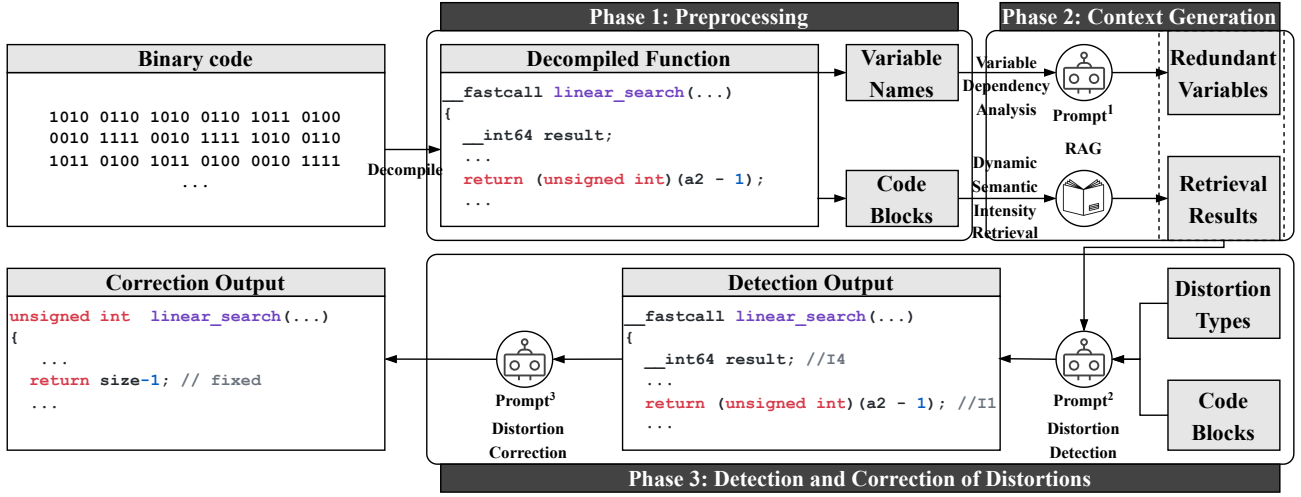 Phase 1: Preprocessing
Phase 2: Context Generation
Binary code
1010 0110 1010 0110 1011 0100
0010 1111 0010 1111 1010 0110
1011 0100 1011 0100 0010 1111
...
Decompile
Decompiled Function
__fastcall linear_search(...)
{
__int64 result;
...
return (unsigned int)(a2 - 1);
...
Variable
Names
Code
Blocks
Variable
Dependency
Analysis
Prompt1
Redundant
Variables
Dynamic
Semantic
Intensity
Retrieval
RAG
Retrieval
Results
Correction Output
unsigned int linear_search(...)
{
...
return size-1; // fixed
...
Prompt3
Distortion
Correction
Detection Output
__fastcall linear_search(...)
{
__int64 result; //I4
...
return (unsigned int)(a2 - 1); //I1
...
Prompt2
Distortion
Detection
Distortion
Types
Code
Blocks
Phase 3: Detection and Correction of Distortions